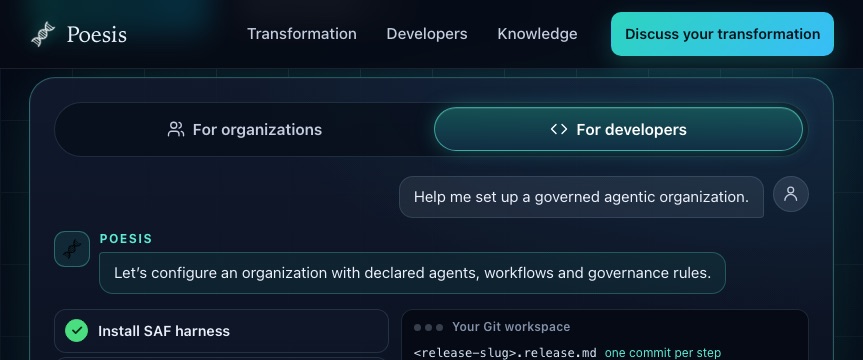 Poesis
Transformation
Developers
Knowledge
Discuss your transformation
For organizations
For developers
Help me set up a governed agentic organization.
POESIS
Let’s configure an organization with declared agents, workflows and governance rules.
Install SAF harness
Your Git workspace
<release-slug>.release.md one commit per step